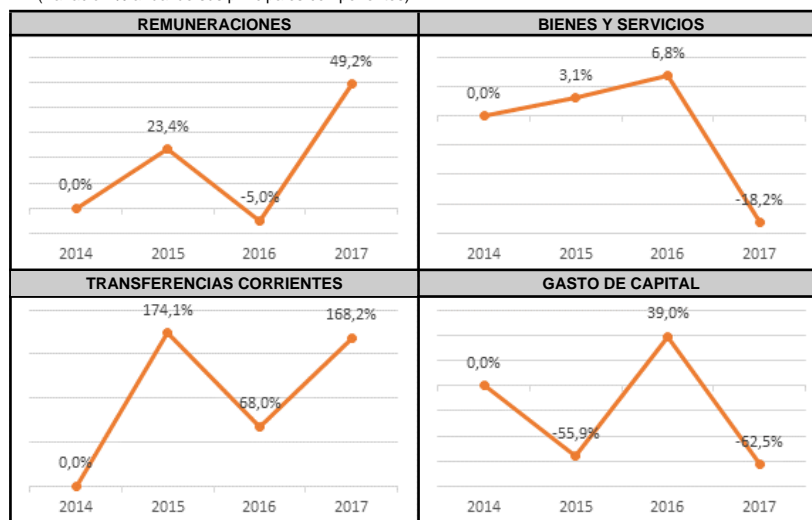 REMUNERACIONES
49,2%
23,4%
0,0%
-5,0%
2014 2015 2016 2017
BIENES Y SERVICIOS
6,8%
3,1%
0,0%
-18,2%
2014 2015 2016 2017
TRANSFERENCIAS CORRIENTES
174,1%
168,2%
68,0%
0,0%
2014 2015 2016 2017
GASTO DE CAPITAL
39,0%
0,0%
-55,9%
-62,5%
2014 2015 2016 2017